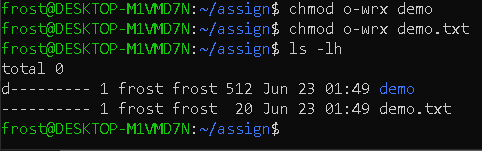 frost@DESKTOP-M1VMD7N:~/assign$ chmod o-wrx demo
frost@DESKTOP-M1VMD7N:~/assign$ chmod o-wrx demo.txt
frost@DESKTOP-M1VMD7N:~/assign$ ls -lh
total 0
d--------- 1 frost frost 512 Jun 23 01:49 demo
---------- 1 frost frost  20 Jun 23 01:49 demo.txt
frost@DESKTOP-M1VMD7N:~/assign$